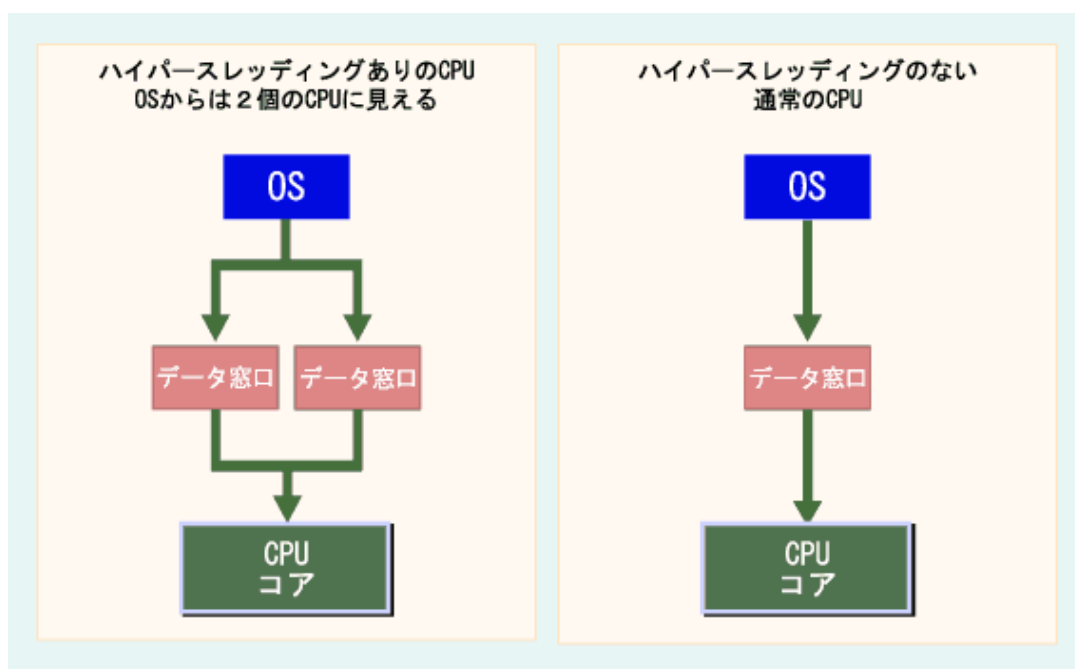 ハイパースレッディングありのCPU
OSからは２個のCPUに見える
OS
データ窓口
データ窓口
CPU
コア
ハイパースレッディングのない
通常のCPU
OS
データ窓口
CPU
コア